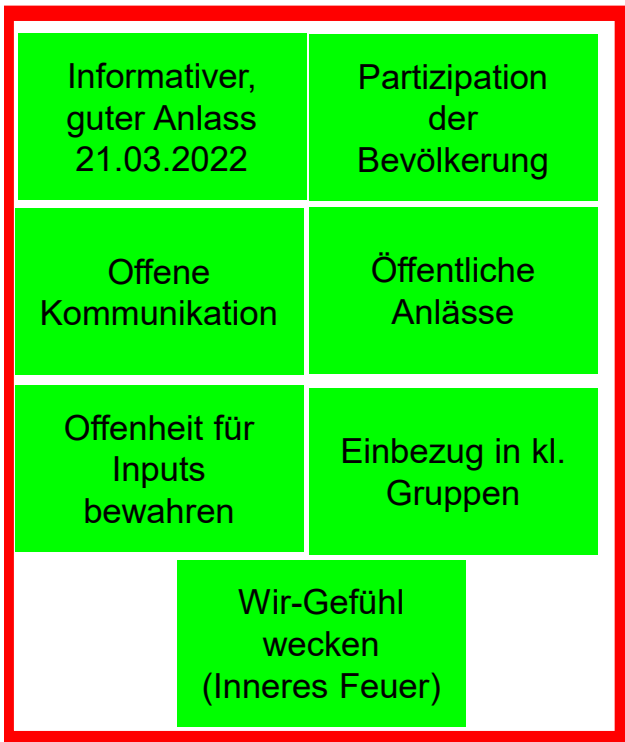 Informativer,
guter Anlass
21.03.2022
Partizipation
der
Bevölkerung
Offene
Kommunikation
Öffentliche
Anlässe
Offenheit für
Inputs
bewahren
Einbezug in kl.
Gruppen
Wir-Gefühl
wecken
(Inneres Feuer)